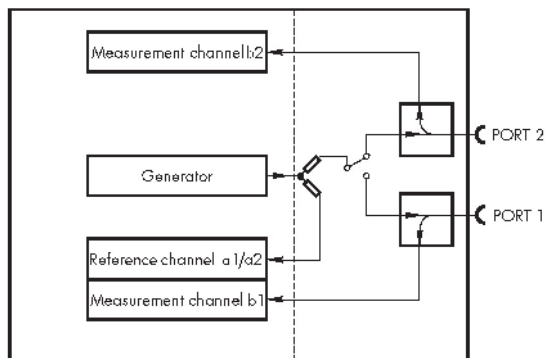 Measurement channel b2
PORT 2
Generator
PORT 1
Reference channel a1/a2
Measurement channel b1